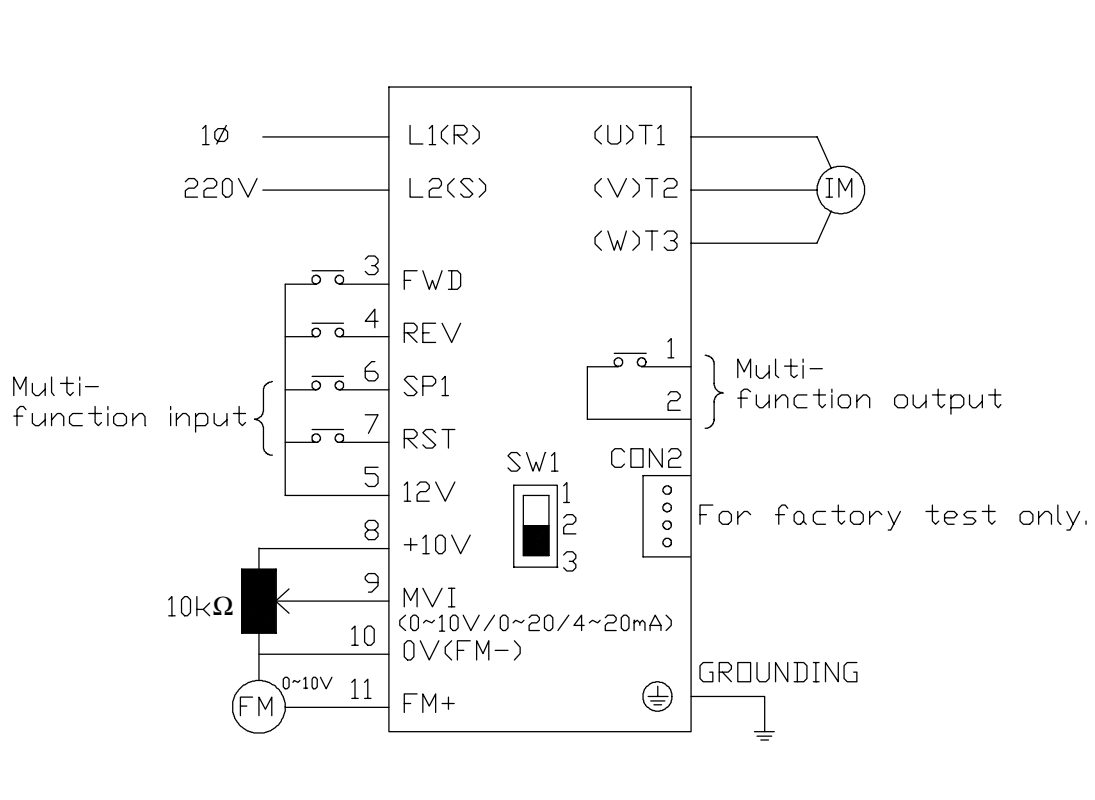 1Ø
L1(R)
(U)T1
220V
L2(S)
(V)T2
IM
(W)T3
3
FWD
4
REV
6
SP1
7
RST
5
12V
Multi-
function input
1
2
Multi-
function output
SW1
1
2
3
CON2
For factory test only.
8
+10V
10kΩ
9
MVI
(0~10V/0~20/4~20mA)
10
0V(FM-)
FM
0~10V
11
FM+
GROUNDING